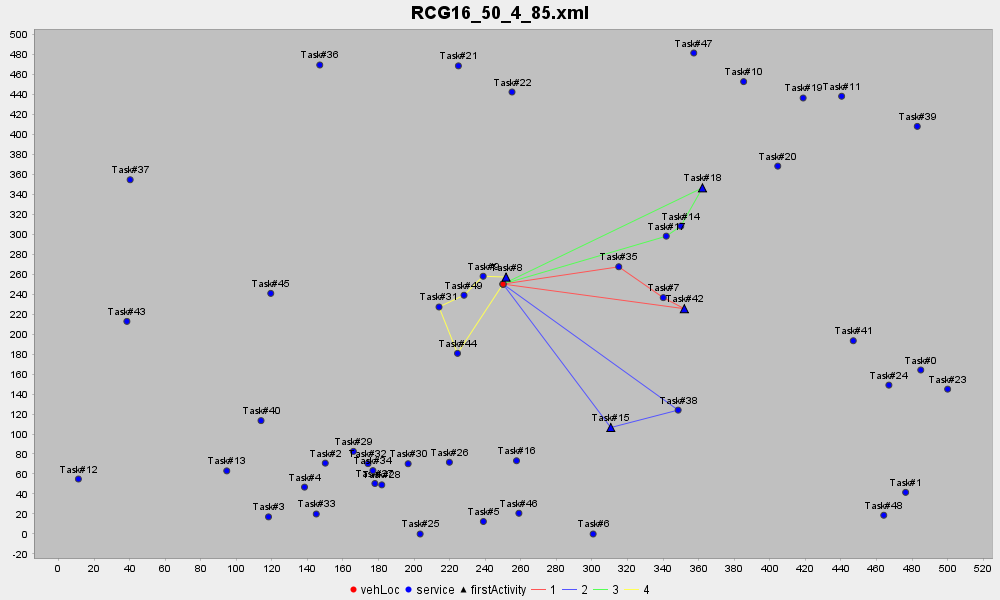 RCG16_50_4_85.xml
500
480
460
440
420
400
380
360
340
320
300
280
260
240
220
200
180
160
140
120
100
80
60
40
20
0
-20
Task#47
Task#36
Task#21
Task#10
Task#22
Task#19
Task#11
Task#39
Task#20
Task#37
Task#18
Task#14
Task#35
Task#8
Task#45
Task#49
Task#7
Task#31
Task#42
Task#43
Task#41
Task#44
Task#0
Task#24
Task#23
Task#38
Task#40
Task#15
Task#29
Task#16
Task#2
Task#32
Task#30
Task#26
Task#34
Task#13
Task#12
Task#4
Task#28
Task#1
Task#3
Task#33
Task#46
Task#5
Task#48
Task#25
Task#6
0 20 40 60 80 100 120 140 160 180 200 220 240 260 280 300 320 340 360 380 400 420 440 460 480 500 520
vehLoc service firstActivity 1 2 3 4